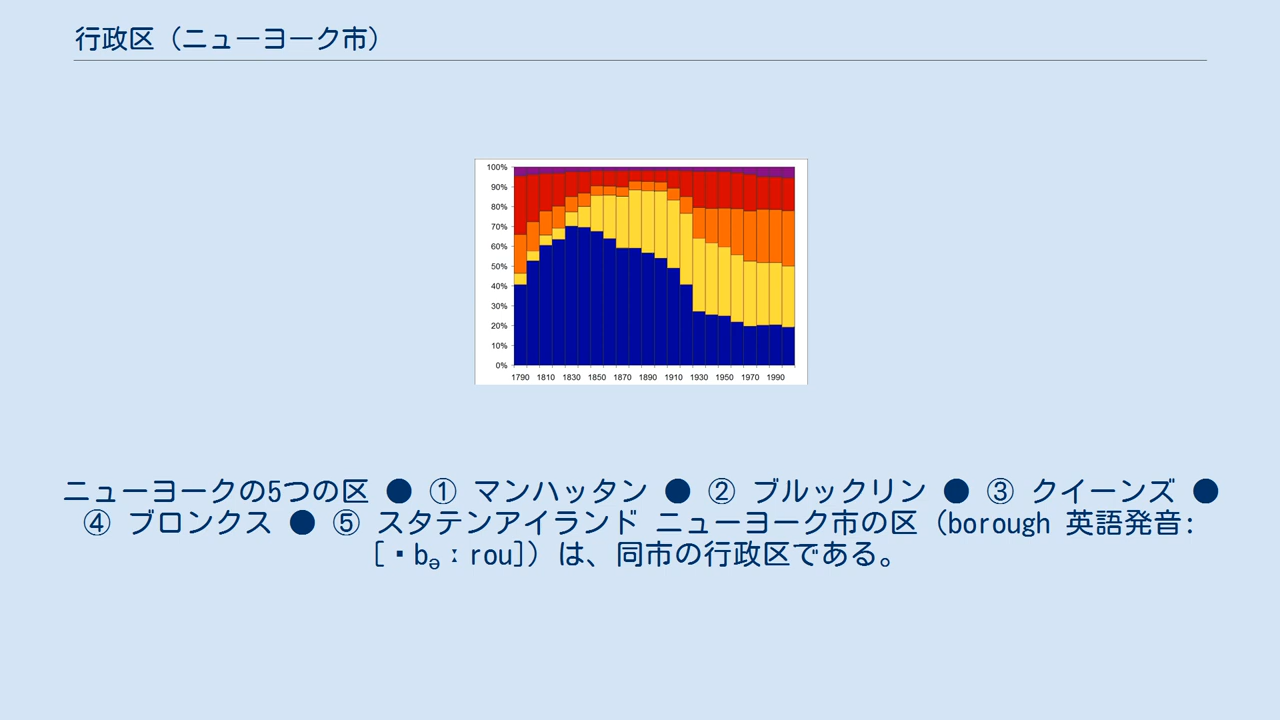 行政区（ニューヨーク市）
100%
90%
80%
70%
60%
50%
40%
30%
20%
10%
0%
1790 1810 1830 1850 1870 1890 1910 1930 1950 1970 1990
ニューヨークの5つの区 ● ① マンハッタン ● ② ブルックリン ● ③ クイーンズ ●
④ ブロンクス ● ⑤ スタテンアイランド ニューヨーク市の区（borough 英語発音:
[▪bəːrou]）は、同市の行政区である。